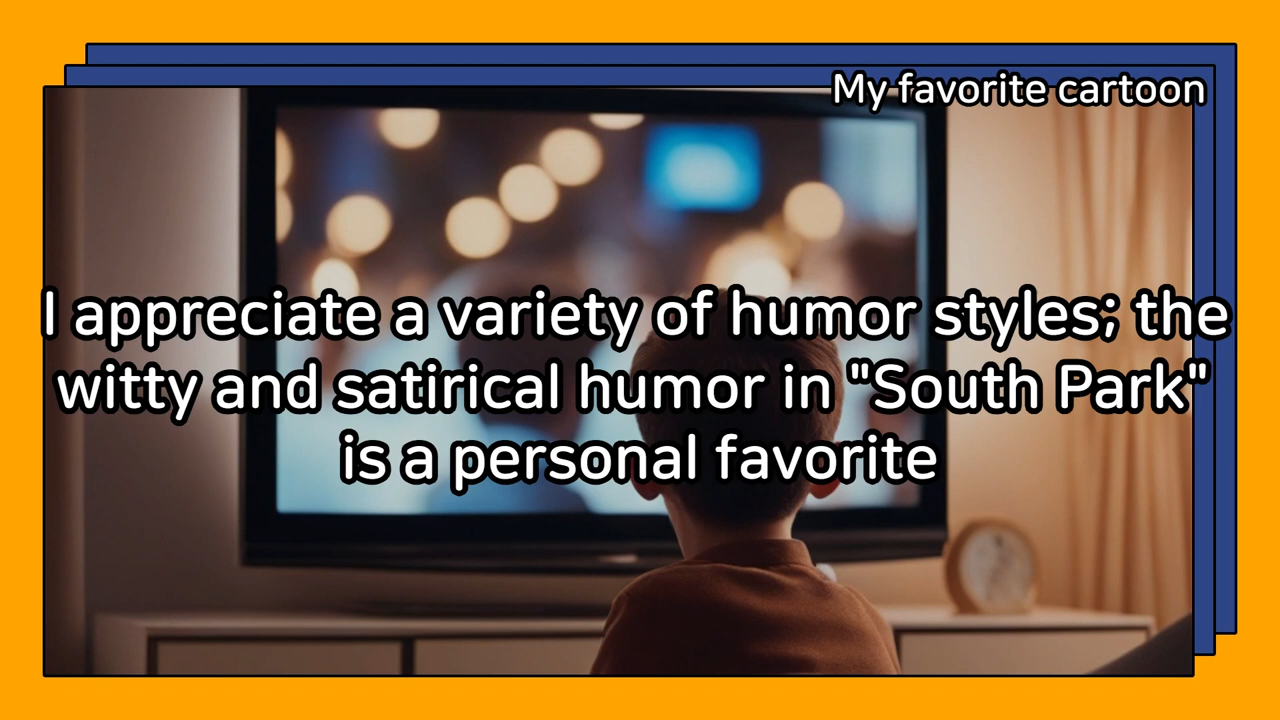 My favorite cartoon
I appreciate a variety of humor styles; the
witty and satirical humor in "South Park"
is a personal favorite